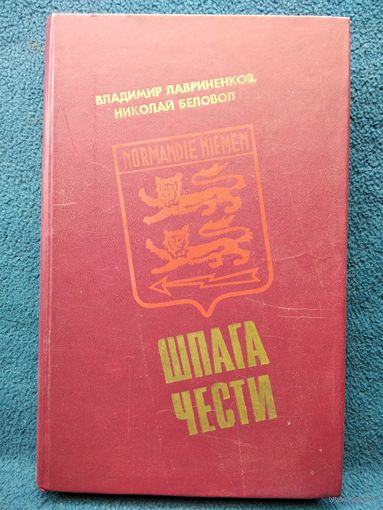 ВЛАДИМИР ЛАВРИНЕНКОВ,
НИКОЛАЙ БЕЛОВОЛ
NORMANDIE NIEMEN
ШПАГА
ЧЕСТИ